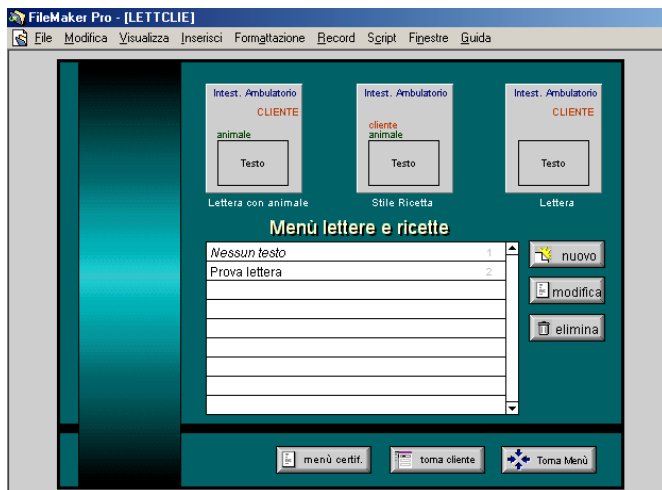 FileMaker Pro - [LETTCLIE]
File Modifica Visualizza Inserisci Formattazione Record Script Finestre Guida
Intest. Ambulatorio Intest. Ambulatorio Intest. Ambulatorio
CLIENTE cliente CLIENTE
animale animale
Testo Testo Testo
Lettera con animale Stile Ricetta Lettera
Menù lettere e ricette
Nessun testo 1
Prova lettera 2
nuovo
modifica
elimina
menù certif. torna cliente Torna Menù